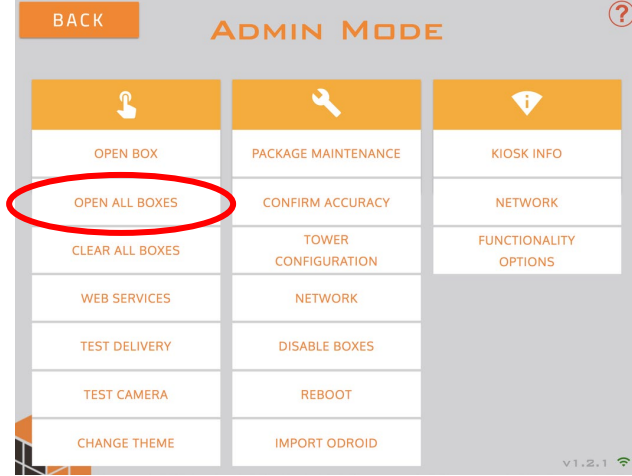 BACK
ADMIN MODE
?
OPEN BOX
OPEN ALL BOXES
CLEAR ALL BOXES
WEB SERVICES
TEST DELIVERY
TEST CAMERA
CHANGE THEME
PACKAGE MAINTENANCE
CONFIRM ACCURACY
TOWER
CONFIGURATION
NETWORK
DISABLE BOXES
REBOOT
IMPORT ODROID
i
KIOSK INFO
NETWORK
FUNCTIONALITY
OPTIONS
v1.2.1